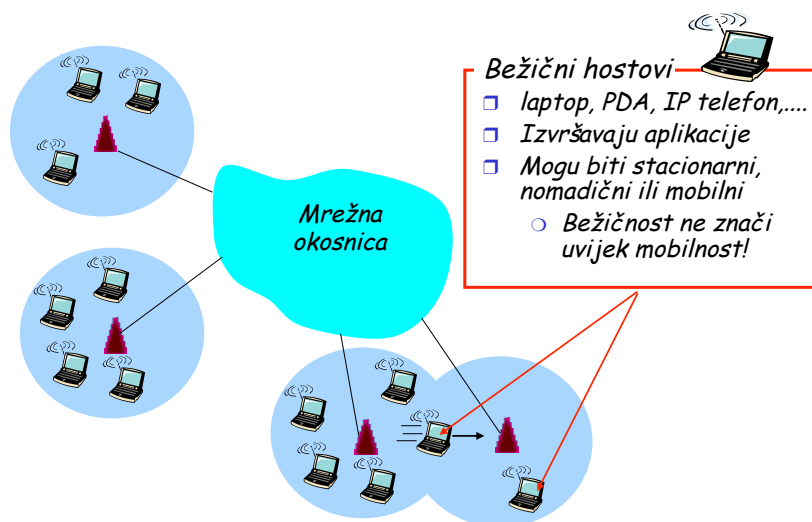 Bežični hostovi
❒ laptop, PDA, IP telefon,....
❒ Izvršavaju aplikacije
❒ Mogu biti stacionarni,
nomadični ili mobilni
❍ Bežičnost ne znači
uvijek mobilnost!
Mrežna
okosnica